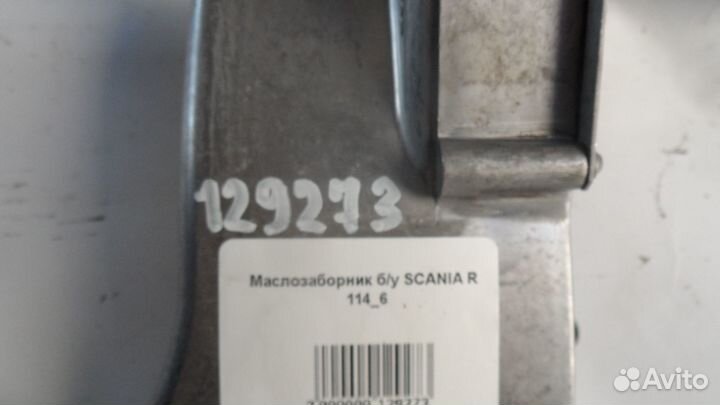 129273
Маслозаборник б/у SCANIA R
114_6
Avito